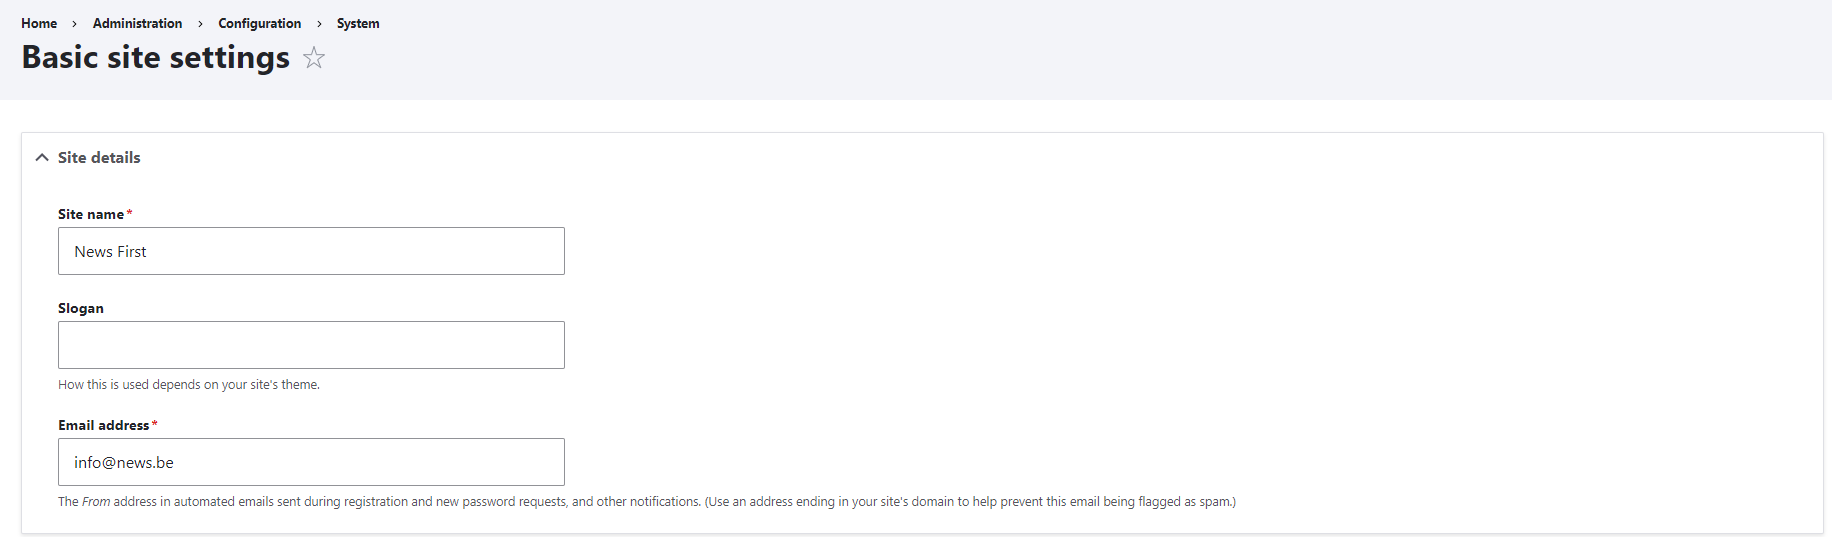 Home › Administration › Configuration › System
Basic site settings
Site details
Site name*
News First
Slogan
How this is used depends on your site's theme.
Email address*
info@news.be
The From address in automated emails sent during registration and new password requests, and other notifications. (Use an address ending in your site's domain to help prevent this email being flagged as spam.)